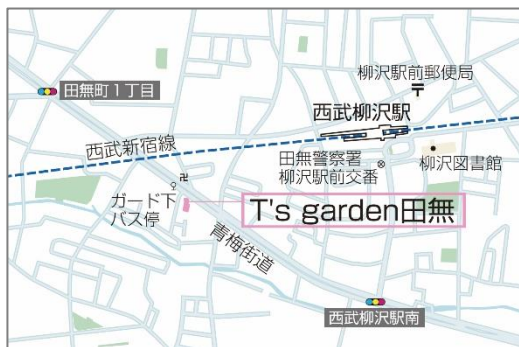 柳沢駅前郵便局
田無町1丁目
西武柳沢駅
西武新宿線
田無警察署
柳沢駅前交番
柳沢図書館
ガード下
バス停
T's garden田無
青梅街道
西武柳沢駅南